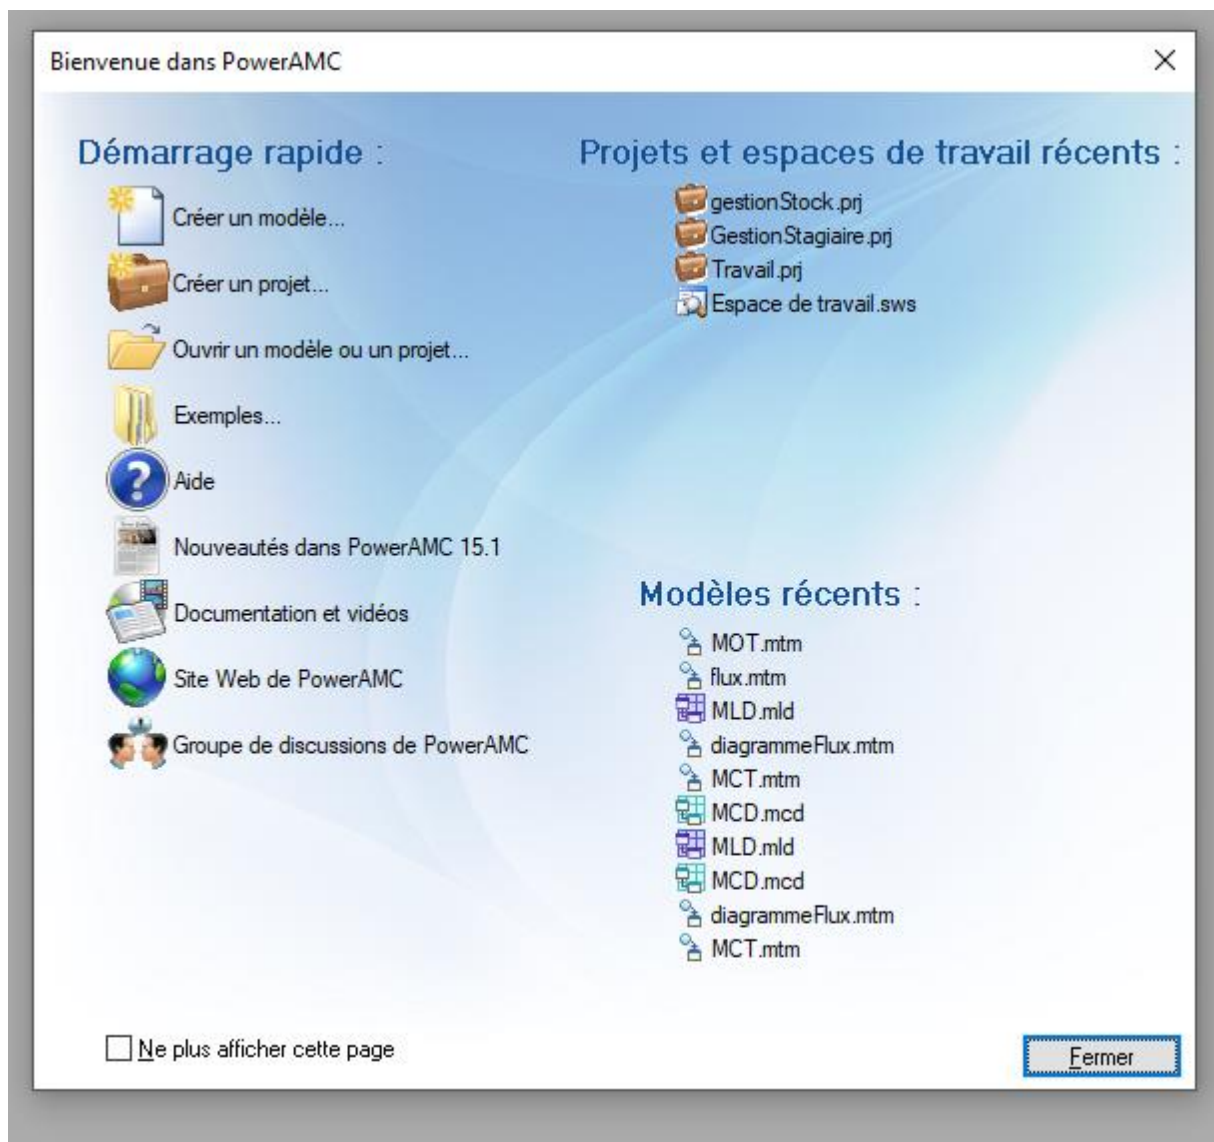 Bienvenue dans PowerAMC
Démarrage rapide :
Créer un modèle...
Créer un projet...
Ouvrir un modèle ou un projet...
Exemples...
Aide
Nouveautés dans PowerAMC 15.1
Documentation et vidéos
Site Web de PowerAMC
Groupe de discussions de PowerAMC
Projets et espaces de travail récents :
gestionStock.prj
GestionStagiaire.prj
Travail.prj
Espace de travail.sws
Modèles récents :
MOT.mtm
flux.mtm
MLD.mld
diagrammeFlux.mtm
MCT.mtm
MCD.mcd
MLD.mld
MCD.mcd
diagrammeFlux.mtm
MCT.mtm
Ne plus afficher cette page
Fermer